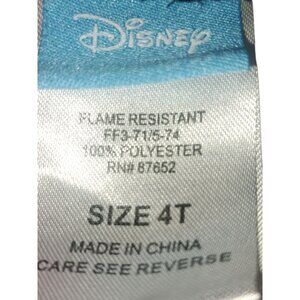 Disney
FLAME RESISTANT
FF3-71/5-74
100% POLYESTER
RN# 87652
SIZE 4T
MADE IN CHINA
CARE SEE REVERSE